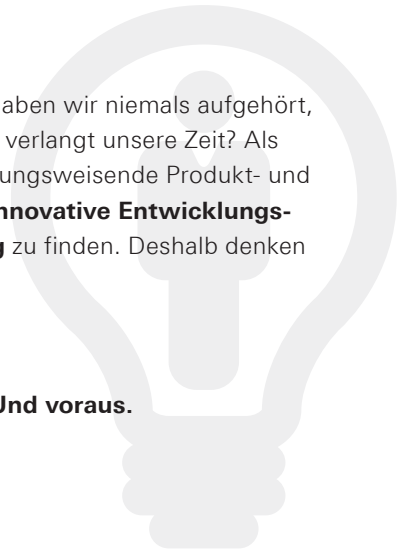 aben wir niemals aufgehört,
verlangt unsere Zeit? Als
ungsweisende Produkt- und
nnovative Entwicklungs-
g zu finden. Deshalb denken
Und voraus.